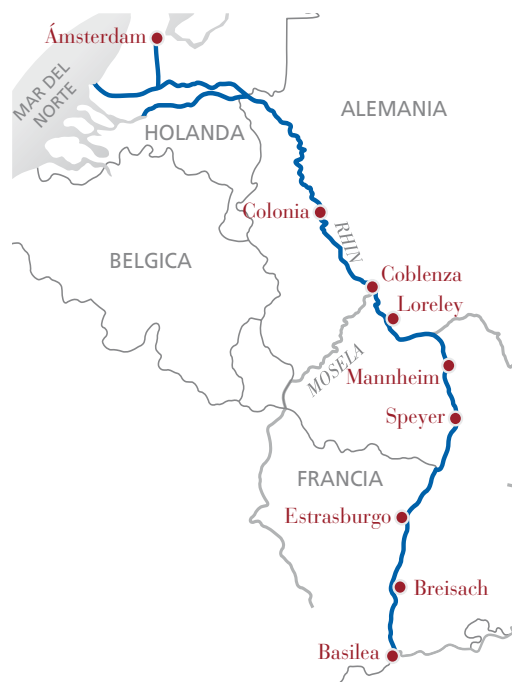 Ámsterdam
MAR DEL
NORTE
ALEMANIA
HOLANDA
Colonia
RHIN
BELGICA
Coblenza
Loreley
MOSELA
Mannheim
Speyer
FRANCIA
Estrasburgo
Breisach
Basilea